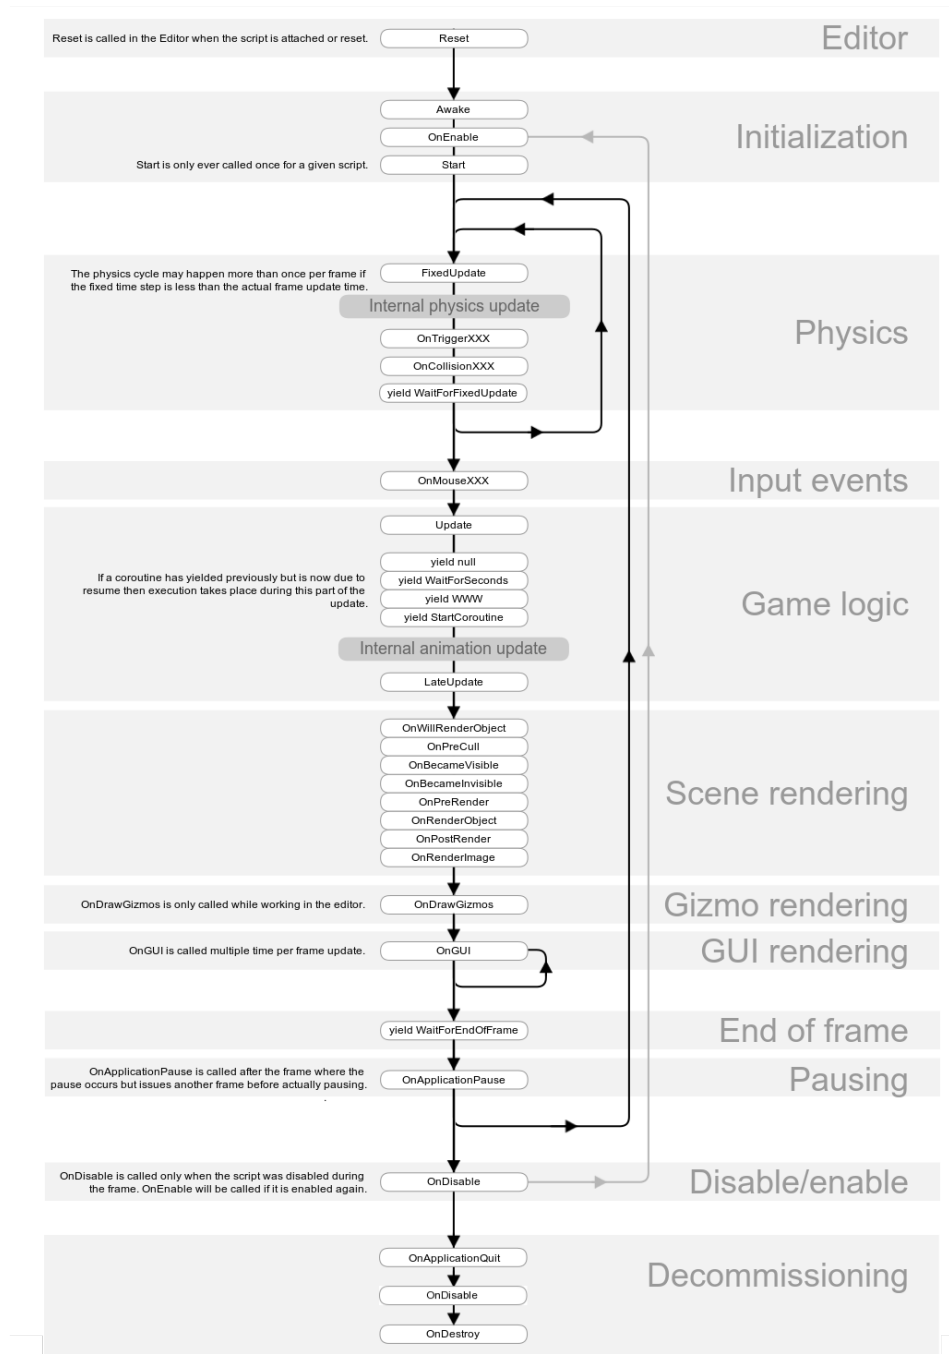 Reset is called in the Editor when the script is attached or reset.
Reset
Editor
Awake
OnEnable
Initialization
Start is only ever called once for a given script.
Start
The physics cycle may happen more than once per frame if
the fixed time step is less than the actual frame update time.
FixedUpdate
Internal physics update
Physics
OnTriggerXXX
OnCollisionXXX
yield WaitForFixedUpdate
OnMouseXXX
Input events
Update
yield null
If a coroutine has yielded previously but is now due to
resume then execution takes place during this part of the
update.
yield WaitForSeconds
yield WWW
yield StartCoroutine
Game logic
Internal animation update
LateUpdate
OnWillRenderObject
OnPreCull
OnBecameVisible
OnBecameInvisible
OnPreRender
OnRenderObject
OnPostRender
OnRenderImage
Scene rendering
OnDrawGizmos is only called while working in the editor.
OnDrawGizmos
Gizmo rendering
OnGUI is called multiple time per frame update.
OnGUI
GUI rendering
yield WaitForEndOfFrame
End of frame
OnApplicationPause is called after the frame where the
pause occurs but issues another frame before actually pausing.
.
OnApplicationPause
Pausing
OnDisable is called only when the script was disabled during
the frame. OnEnable will be called if it is enabled again.
OnDisable
Disable/enable
OnApplicationQuit
Decommissioning
OnDisable
OnDestroy